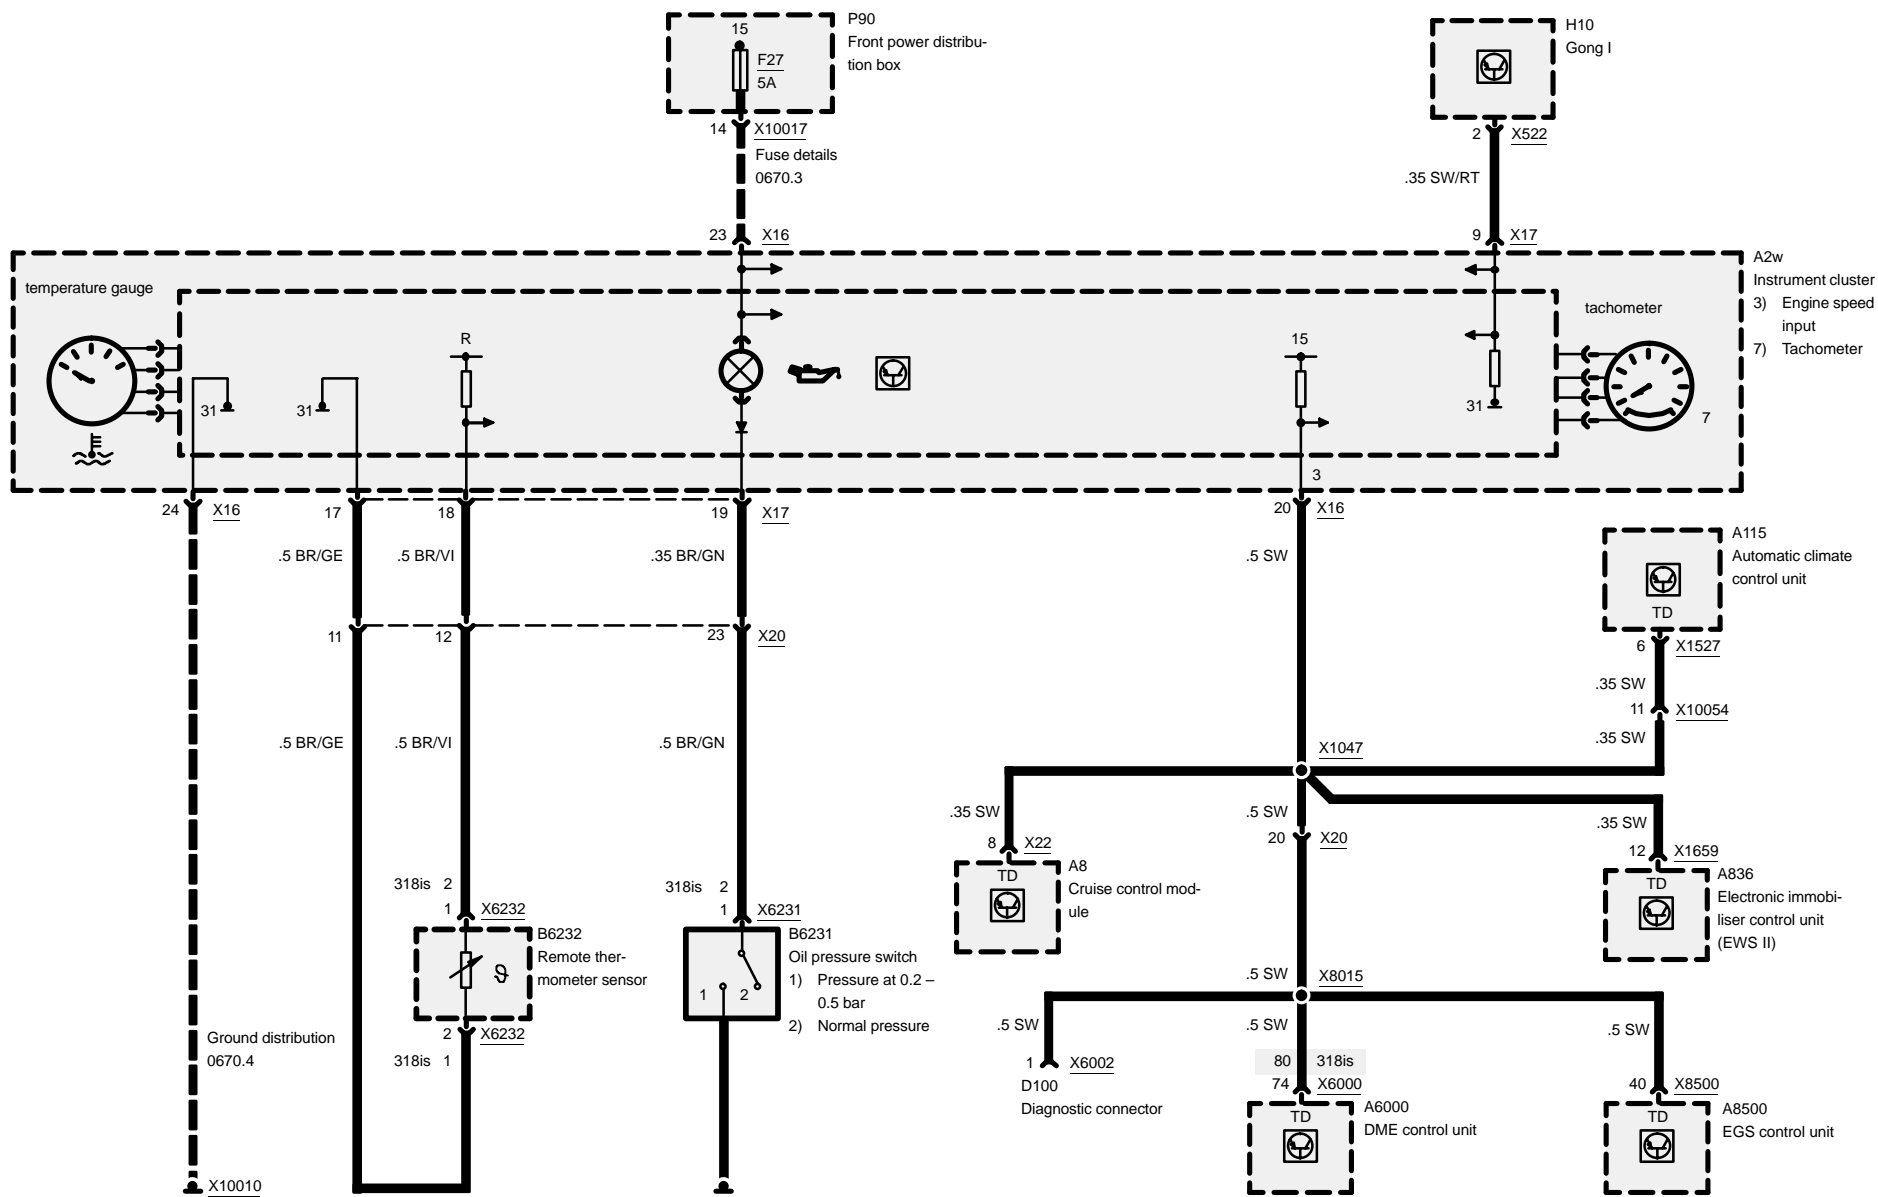 15
F27
5A
P90
Front power distribu-
tion box
14 X10017
Fuse details
0670.3
23 X16
H10
Gong I
2 X522
.35 SW/RT
9 X17
A2w
Instrument cluster
3) Engine speed
input
7) Tachometer
temperature gauge
tachometer
31
31
R
15
31
7
3
24 X16
17
18
19 X17
20 X16
.5 BR/GE
.5 BR/VI
.35 BR/GN
.5 SW
A115
Automatic climate
control unit
TD
6 X1527
.35 SW
11 X10054
.35 SW
11
12
23 X20
.5 BR/GE
.5 BR/VI
.5 BR/GN
X1047
.35 SW
8 X22
TD
A8
Cruise control mod-
ule
.5 SW
20 X20
.35 SW
12 X1659
TD
A836
Electronic immobi-
liser control unit
(EWS II)
318is 2
1 X6232
B6232
Remote ther-
mometer sensor
ϑ
2 X6232
318is 1
318is 2
1 X6231
B6231
Oil pressure switch
1) Pressure at 0.2 –
0.5 bar
2) Normal pressure
1 2
Ground distribution
0670.4
X10010
.5 SW
X8015
.5 SW
1 X6002
D100
Diagnostic connector
.5 SW
80 318is
74 X6000
TD
A6000
DME control unit
.5 SW
40 X8500
TD
A8500
EGS control unit